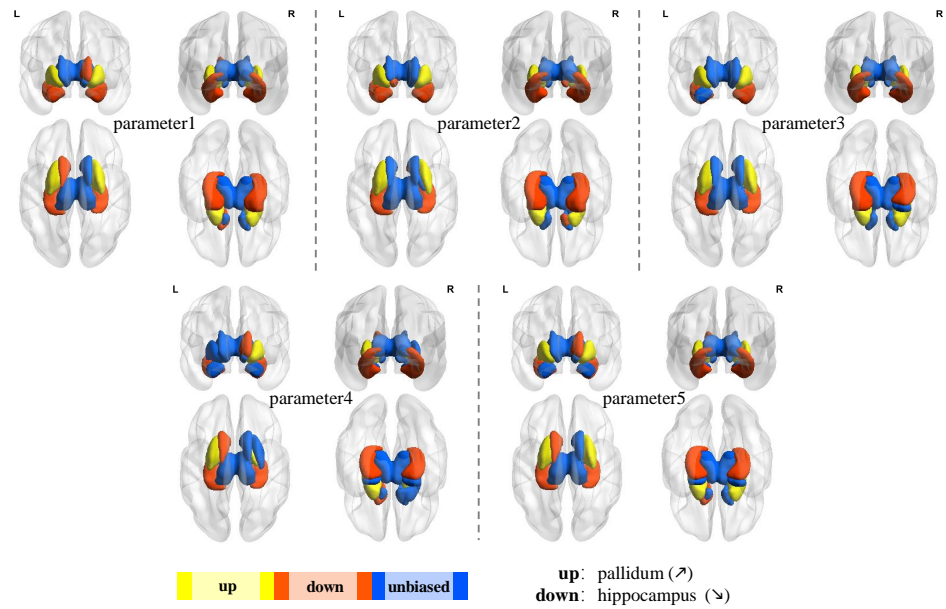 L R L R L R
parameter1 parameter2 parameter3
L R L R
parameter4 parameter5
up down unbiased
up: pallidum (↗)
down: hippocampus (↘)